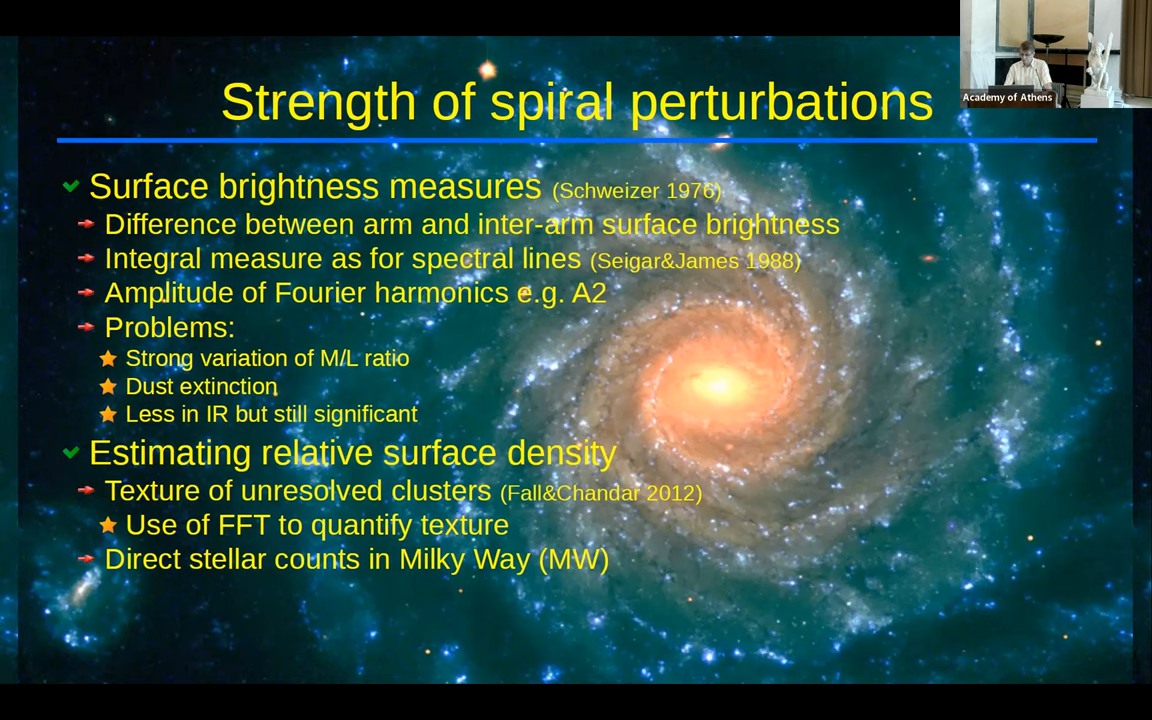 Strength of spiral perturbations
Academy of Athens
Surface brightness measures (Schweizer 1976)
Difference between arm and inter-arm surface brightness
Integral measure as for spectral lines (Seigar&James 1988)
Amplitude of Fourier harmonics e.g. A2
Problems:
Strong variation of M/L ratio
Dust extinction
Less in IR but still significant
Estimating relative surface density
Texture of unresolved clusters (Fall&Chandar 2012)
Use of FFT to quantify texture
Direct stellar counts in Milky Way (MW)